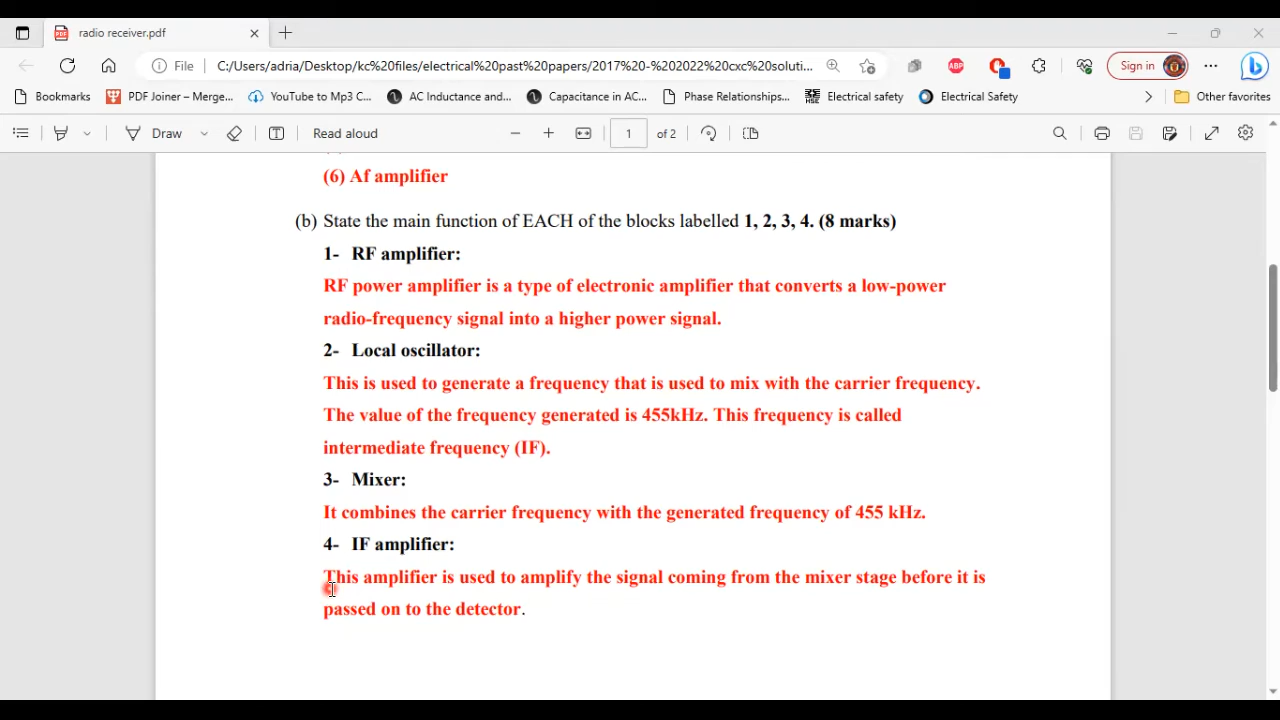 radio receiver.pdf
File C:/Users/adria/Desktop/kc%20files/electrical%20past%20papers/2017%20-%202022%20cxc%20soluti... Sign in
Bookmarks PDF Joiner – Merge... YouTube to Mp3 C... AC Inductance and... Capacitance in AC... Phase Relationships... Electrical safety Electrical Safety Other favorites
Draw Read aloud 1 of 2
(6) Af amplifier
(b) State the main function of EACH of the blocks labelled 1, 2, 3, 4. (8 marks)
1- RF amplifier:
RF power amplifier is a type of electronic amplifier that converts a low-power
radio-frequency signal into a higher power signal.
2- Local oscillator:
This is used to generate a frequency that is used to mix with the carrier frequency.
The value of the frequency generated is 455kHz. This frequency is called
intermediate frequency (IF).
3- Mixer:
It combines the carrier frequency with the generated frequency of 455 kHz.
4- IF amplifier:
This amplifier is used to amplify the signal coming from the mixer stage before it is
passed on to the detector.